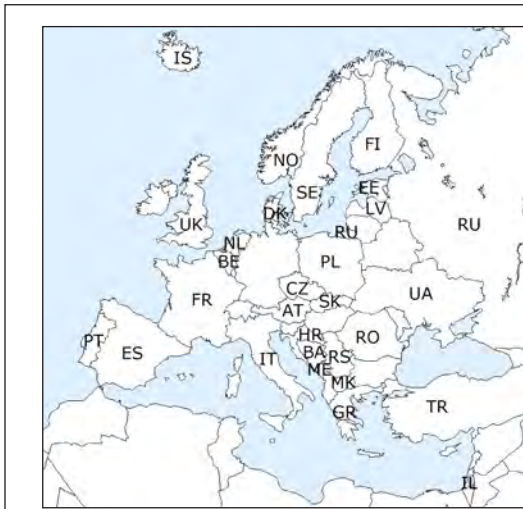 IS
NO
FI
SE
EE
LV
DK
RU
RU
UK
NL
BE
PL
CZ
SK
UA
FR
AT
HR
RO
BA
RS
PT
ES
IT
ME
MK
GR
TR
IL